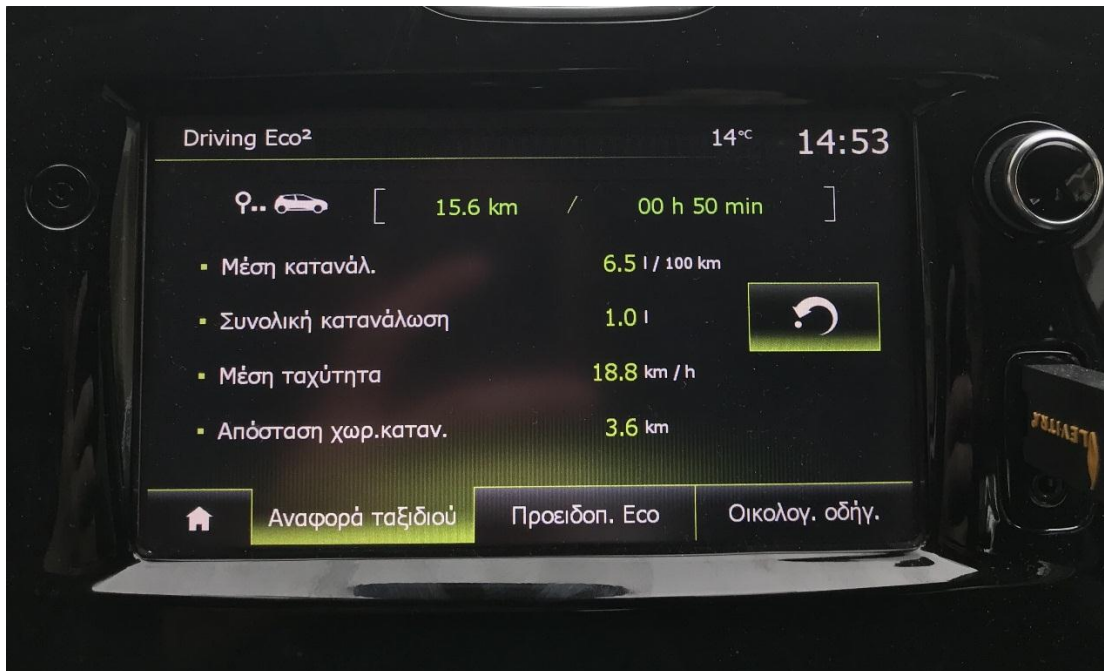 Driving Eco² 14°C 14:53
[ 15.6 km / 00 h 50 min ]
▪ Μέση κατανάλ. 6.5 l / 100 km
▪ Συνολική κατανάλωση 1.0 l
▪ Μέση ταχύτητα 18.8 km / h
▪ Απόσταση χωρ.καταν. 3.6 km
Αναφορά ταξιδιού Προειδοπ. Eco Οικολογ. οδήγ.
LEVITRA